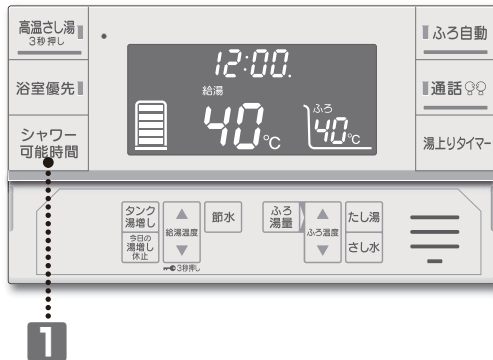 高温さし湯
3秒押し
浴室優先
シャワー
可能時間
12:00
給湯
40℃
ふろ
40℃
ふろ自動
通話
湯上りタイマー
タンク
湯増し
今日の
湯増し
休止
給湯温度
3秒押し
節水
ふろ
湯量
ふろ温度
たし湯
さし水
1